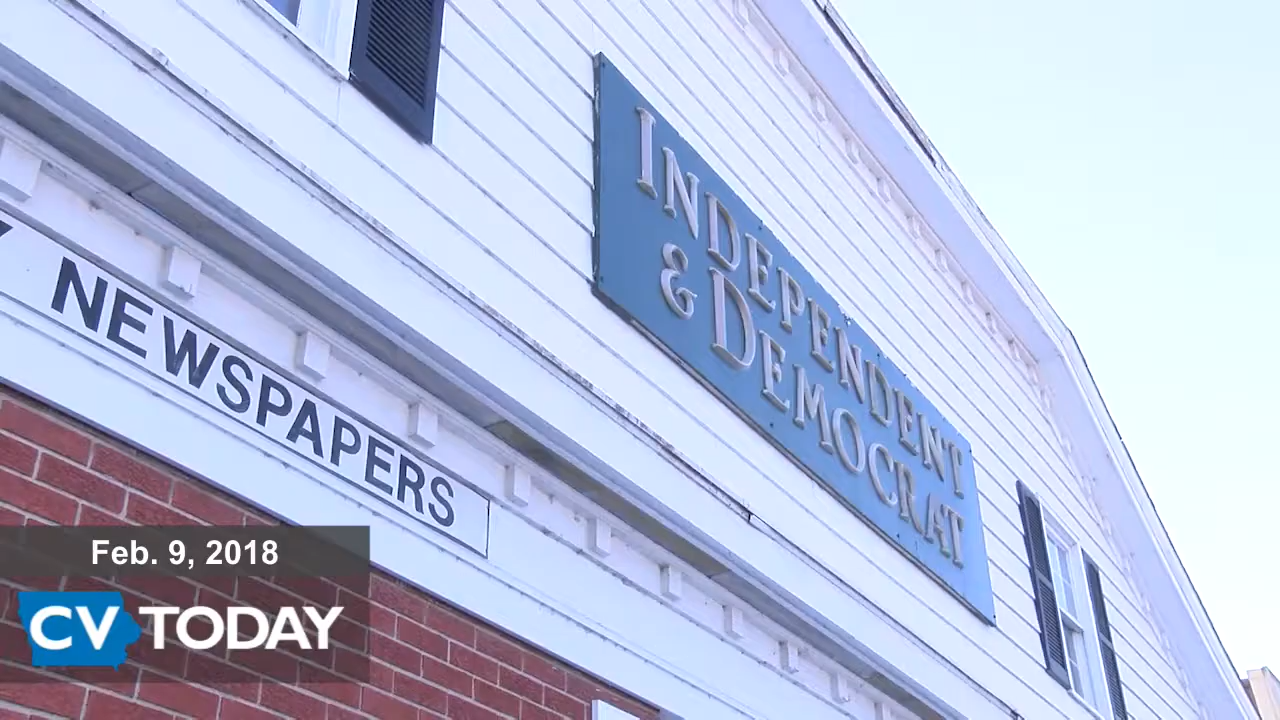 INDEPENDENT
& DEMOCRAT
NEWSPAPERS
Feb. 9, 2018
CV TODAY